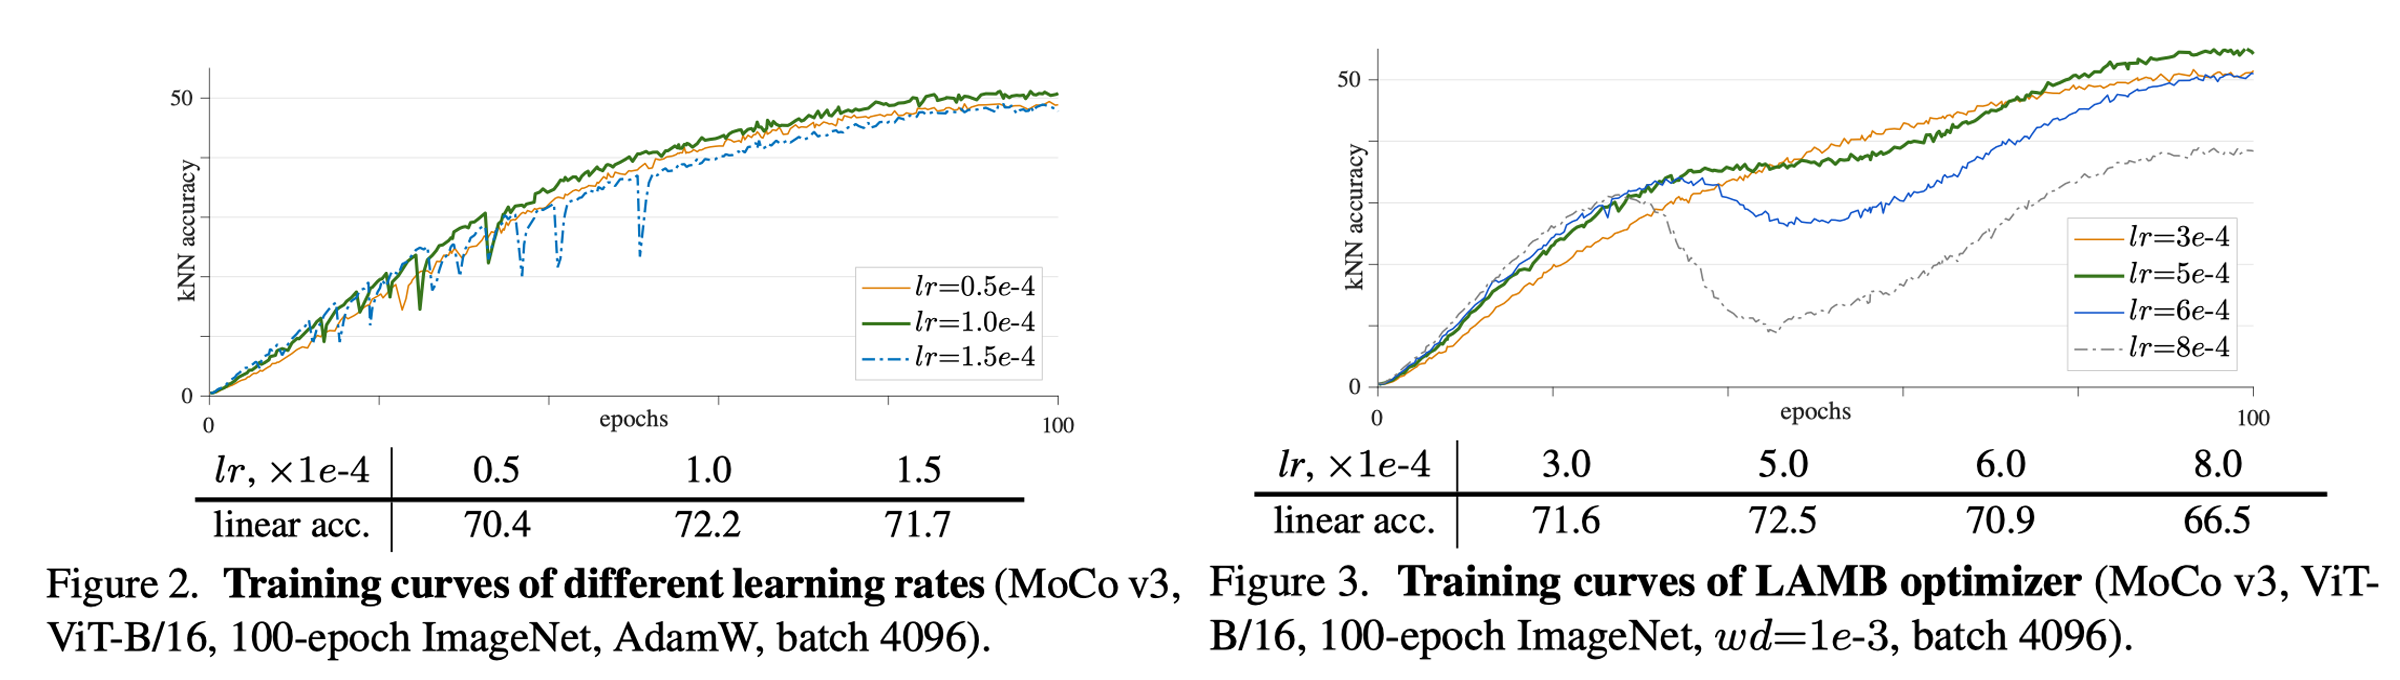 50
kNN accuracy
0
0
epochs
100
lr=0.5e-4
lr=1.0e-4
lr=1.5e-4
lr, ×1e-4 0.5 1.0 1.5
linear acc. 70.4 72.2 71.7
Figure 2. Training curves of different learning rates (MoCo v3,
ViT-B/16, 100-epoch ImageNet, AdamW, batch 4096).
50
kNN accuracy
0
0
epochs
100
lr=3e-4
lr=5e-4
lr=6e-4
lr=8e-4
lr, ×1e-4 3.0 5.0 6.0 8.0
linear acc. 71.6 72.5 70.9 66.5
Figure 3. Training curves of LAMB optimizer (MoCo v3, ViT-
B/16, 100-epoch ImageNet, wd=1e-3, batch 4096).